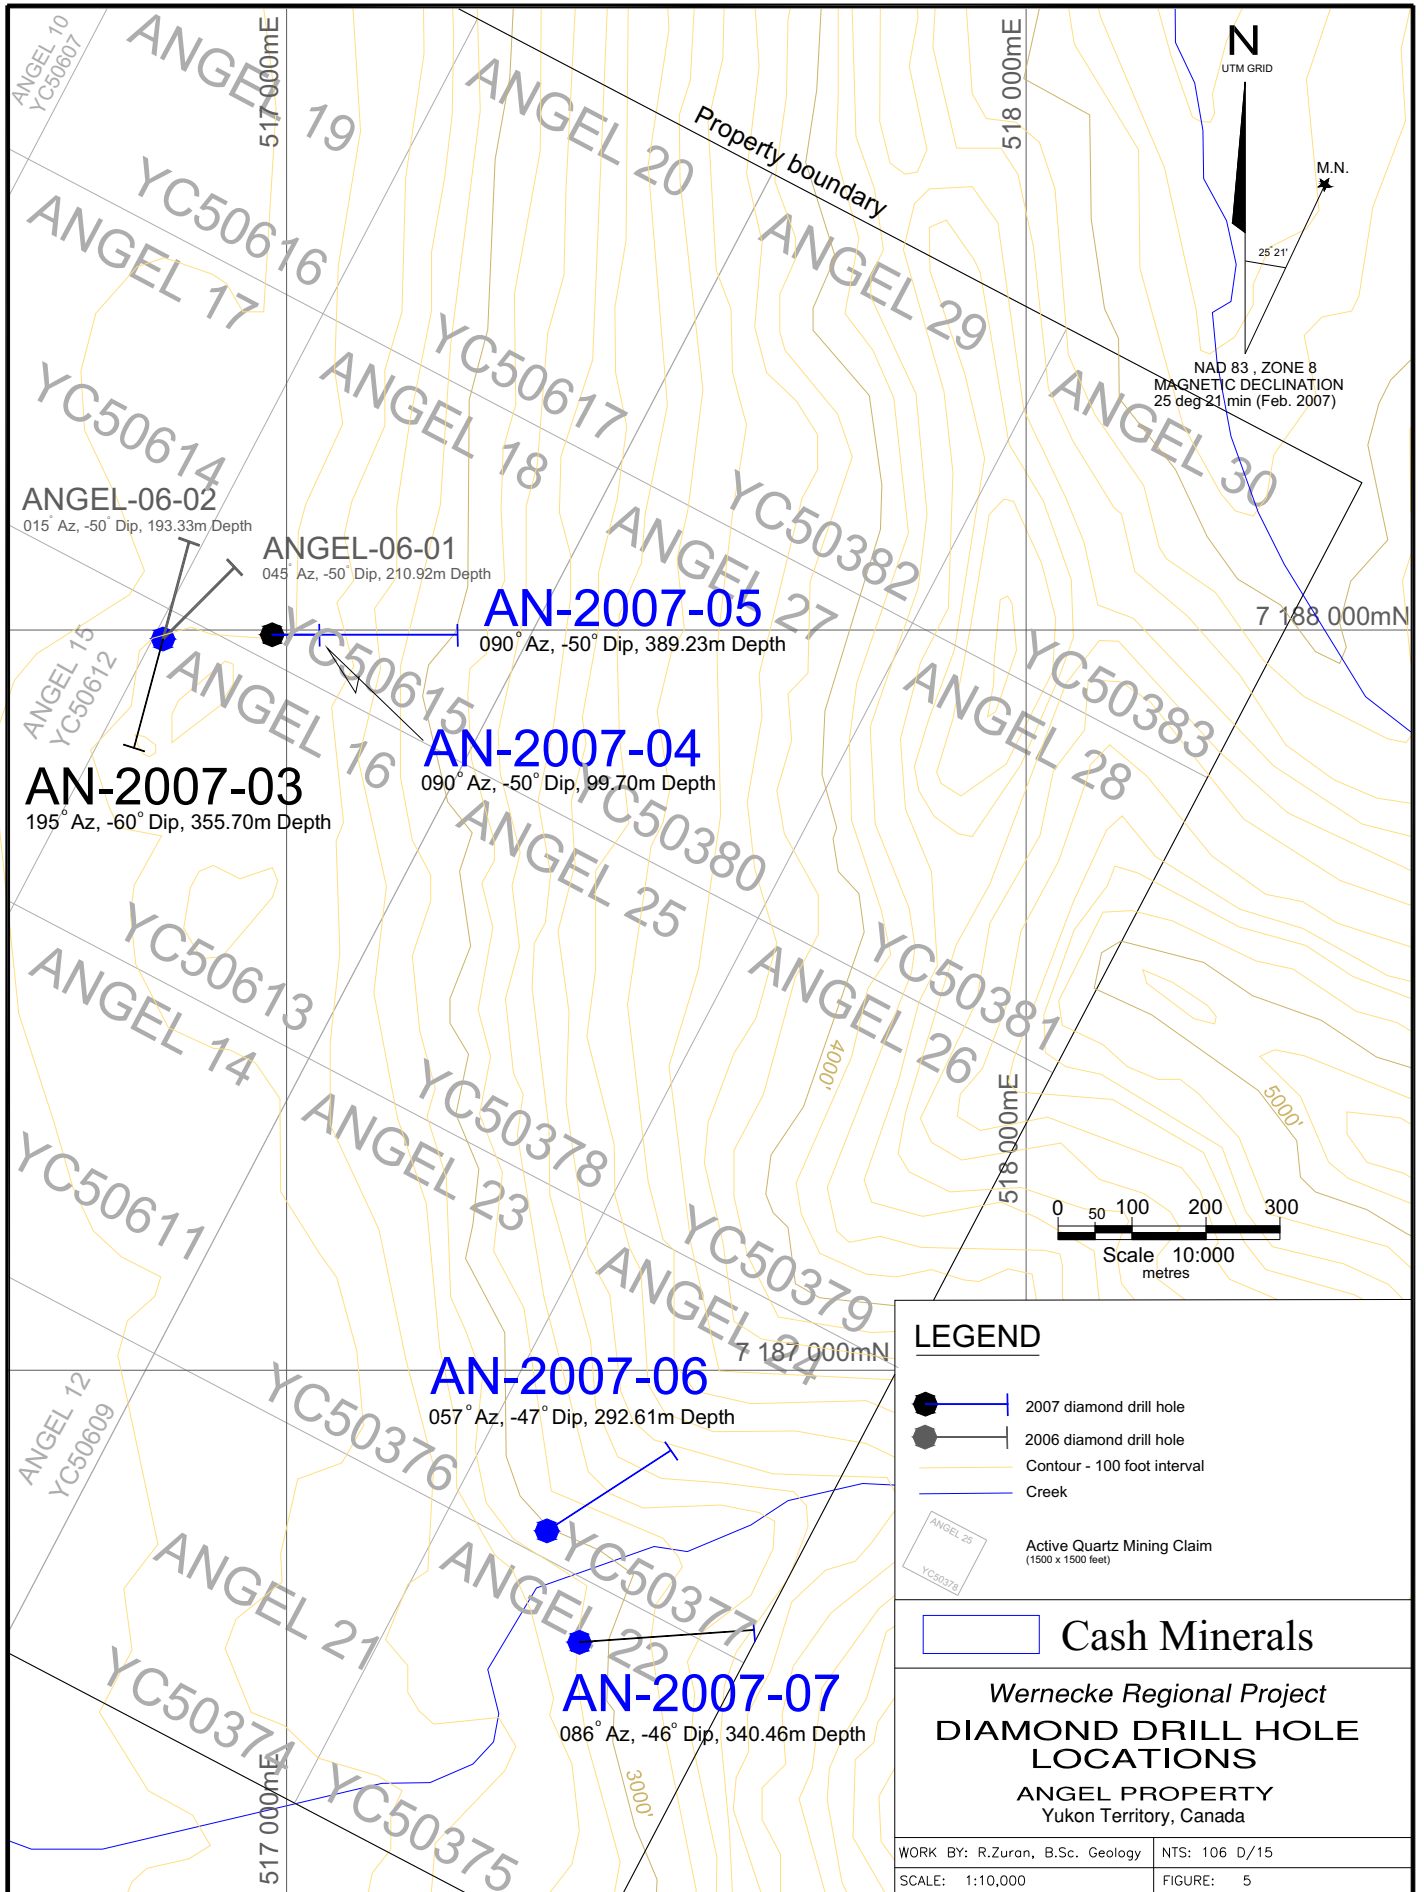 ANGEL 10
YC50607
ANGEL 19
517 000mE
ANGEL 20
518 000mE
N
UTM GRID
Property boundary
M.N.
25°21'
YC50616
ANGEL 17
ANGEL 29
NAD 83 , ZONE 8
MAGNETIC DECLINATION
25 deg 21 min (Feb. 2007)
YC50617
ANGEL 18
ANGEL 30
YC50614
YC50382
ANGEL 27
ANGEL-06-02
015° Az, -50° Dip, 193.33m Depth
ANGEL-06-01
045° Az, -50° Dip, 210.92m Depth
AN-2007-05
090° Az, -50° Dip, 389.23m Depth
7 188 000mN
ANGEL 15
YC50612
YC50615
ANGEL 16
YC50383
ANGEL 28
AN-2007-04
090° Az, -50° Dip, 99.70m Depth
AN-2007-03
195° Az, -60° Dip, 355.70m Depth
YC50380
ANGEL 25
YC50613
ANGEL 14
YC50381
ANGEL 26
4000'
5000'
YC50378
ANGEL 23
518 000mE
YC50611
YC50379
ANGEL 24
0 50 100 200 300
Scale 10:000
metres
7 187 000mN
AN-2007-06
057° Az, -47° Dip, 292.61m Depth
ANGEL 12
YC50609
YC50376
YC50377
ANGEL 22
ANGEL 21
AN-2007-07
086° Az, -46° Dip, 340.46m Depth
YC50374
3000'
517 000mE
YC50375
LEGEND
2007 diamond drill hole
2006 diamond drill hole
Contour - 100 foot interval
Creek
ANGEL 25
YC50378
Active Quartz Mining Claim
(1500 x 1500 feet)
Cash Minerals
Wernecke Regional Project
DIAMOND DRILL HOLE
LOCATIONS
ANGEL PROPERTY
Yukon Territory, Canada
WORK BY: R.Zuran, B.Sc. Geology
NTS: 106 D/15
SCALE: 1:10,000
FIGURE: 5